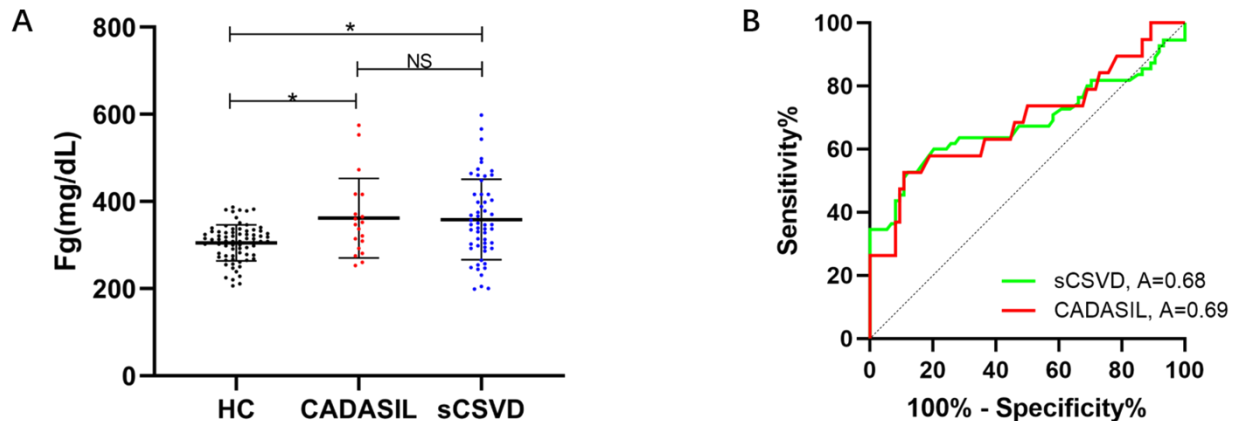 A
Fg(mg/dL)
800
600
400
200
0
*
NS
*
HC CADASIL sCSVD
B
Sensitivity%
100
80
60
40
20
0
sCSVD, A=0.68
CADASIL, A=0.69
0 20 40 60 80 100
100% - Specificity%